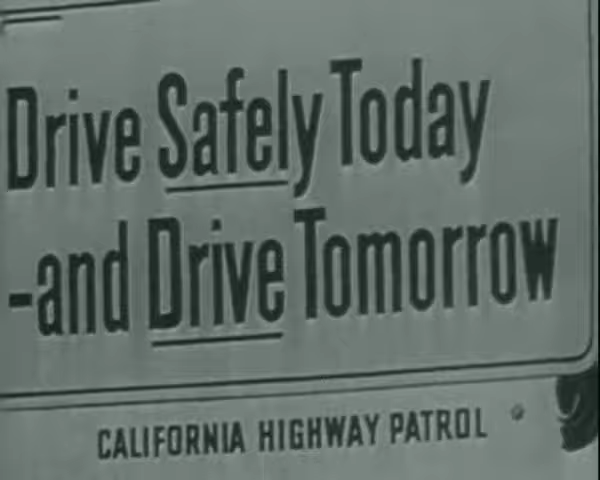 Drive Safely Today
-and Drive Tomorrow
CALIFORNIA HIGHWAY PATROL